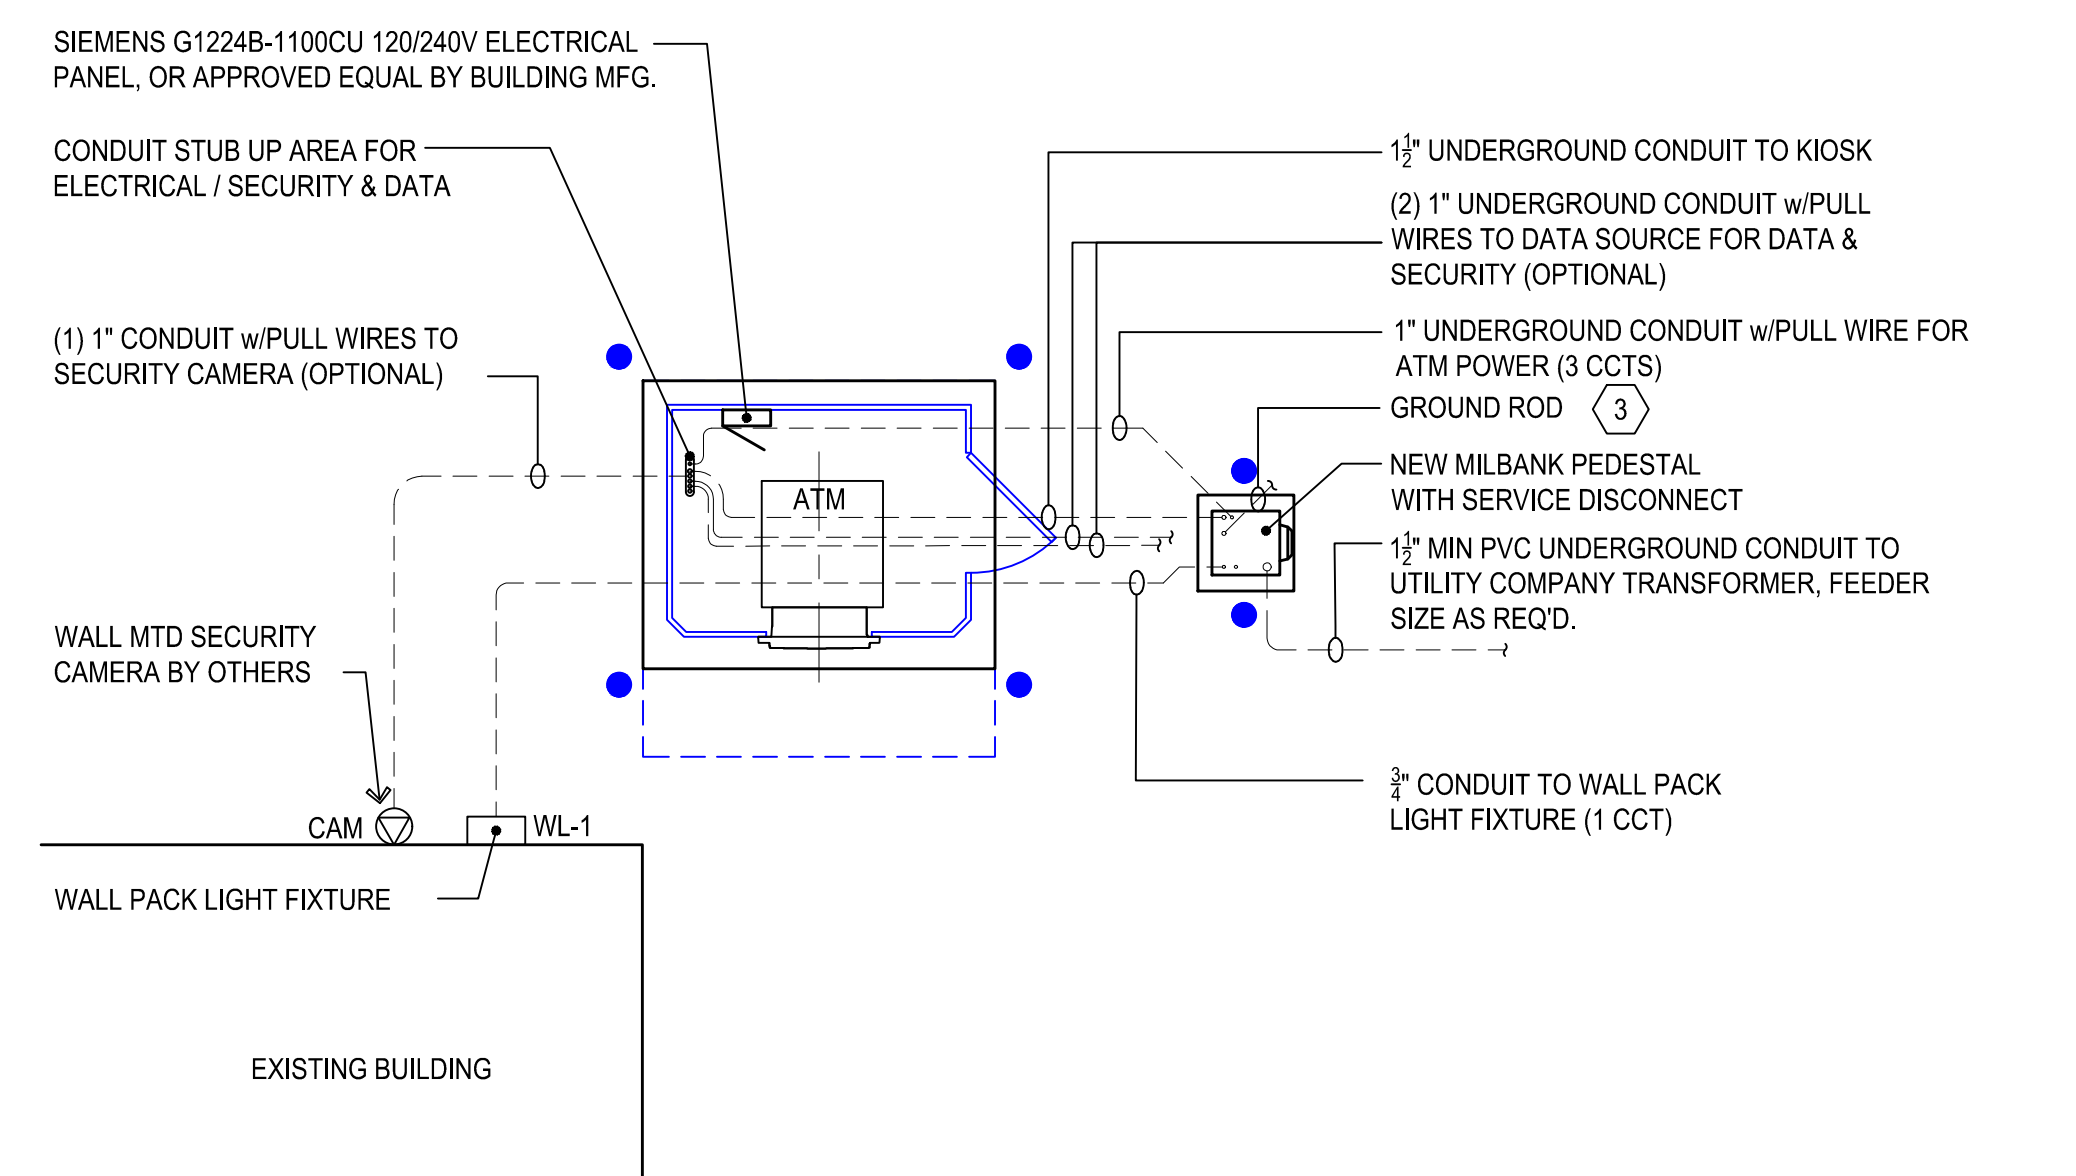 SIEMENS G1224B-1100CU 120/240V ELECTRICAL
PANEL, OR APPROVED EQUAL BY BUILDING MFG.
CONDUIT STUB UP AREA FOR
ELECTRICAL / SECURITY & DATA
(1) 1" CONDUIT w/PULL WIRES TO
SECURITY CAMERA (OPTIONAL)
WALL MTD SECURITY
CAMERA BY OTHERS
CAM
WL-1
WALL PACK LIGHT FIXTURE
EXISTING BUILDING
ATM
1 1/2" UNDERGROUND CONDUIT TO KIOSK
(2) 1" UNDERGROUND CONDUIT w/PULL
WIRES TO DATA SOURCE FOR DATA &
SECURITY (OPTIONAL)
1" UNDERGROUND CONDUIT w/PULL WIRE FOR
ATM POWER (3 CCTS)
GROUND ROD 3
NEW MILBANK PEDESTAL
WITH SERVICE DISCONNECT
1 1/2" MIN PVC UNDERGROUND CONDUIT TO
UTILITY COMPANY TRANSFORMER, FEEDER
SIZE AS REQ'D.
3/4" CONDUIT TO WALL PACK
LIGHT FIXTURE (1 CCT)